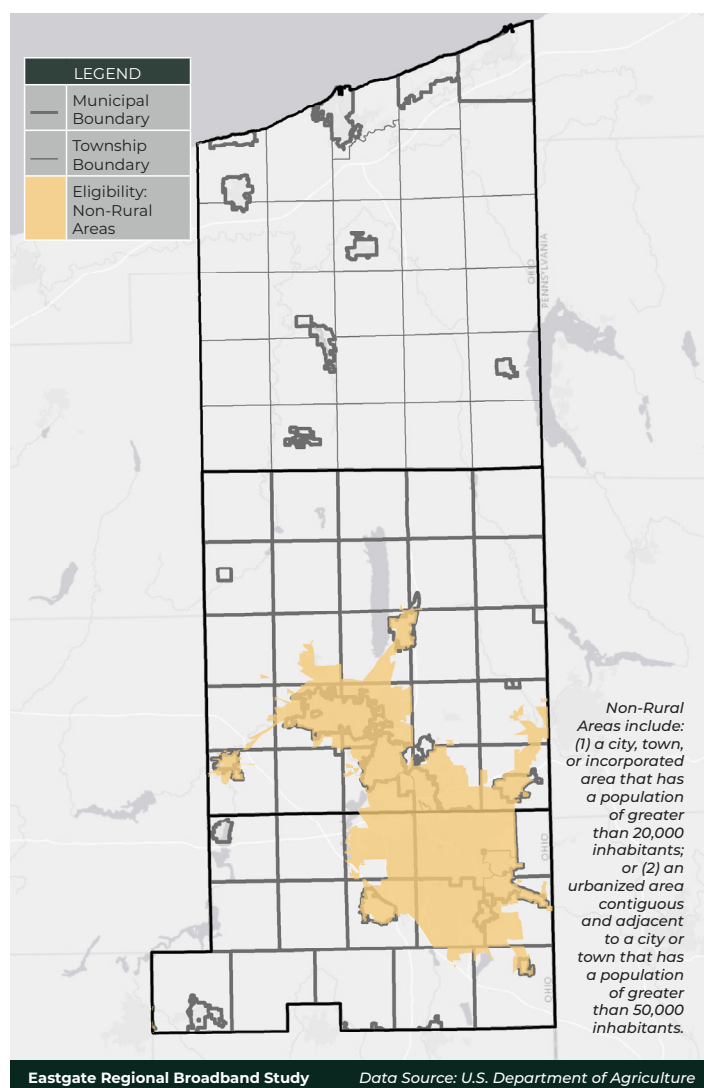 LEGEND
Municipal
Boundary
Township
Boundary
Eligibility:
Non-Rural
Areas
OHIO
PENNSYLVANIA
Non-Rural
Areas include:
(1) a city, town,
or incorporated
area that has
a population
of greater
than 20,000
inhabitants;
or (2) an
urbanized area
contiguous
and adjacent
to a city or
town that has
a population
of greater
than 50,000
inhabitants.
OHIO
OHIO
Eastgate Regional Broadband Study
Data Source: U.S. Department of Agriculture